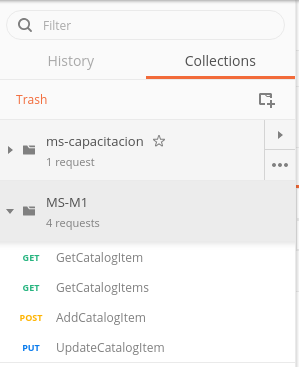 Filter
History Collections
Trash
ms-capacitacion
1 request
MS-M1
4 requests
GET GetCatalogItem
GET GetCatalogItems
POST AddCatalogItem
PUT UpdateCatalogItem